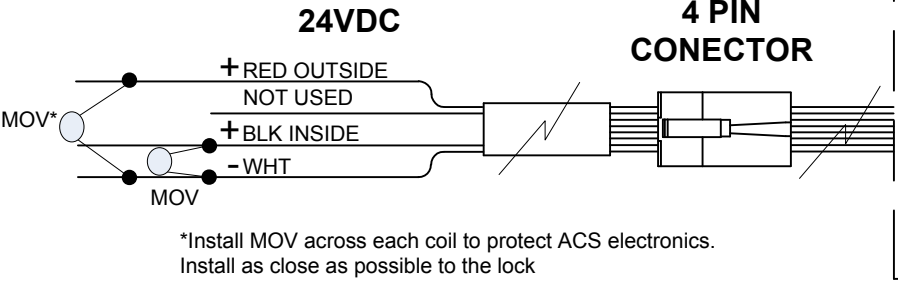 24VDC
4 PIN
CONECTOR
+ RED OUTSIDE
NOT USED
MOV*
+ BLK INSIDE
- WHT
MOV
*Install MOV across each coil to protect ACS electronics.
Install as close as possible to the lock